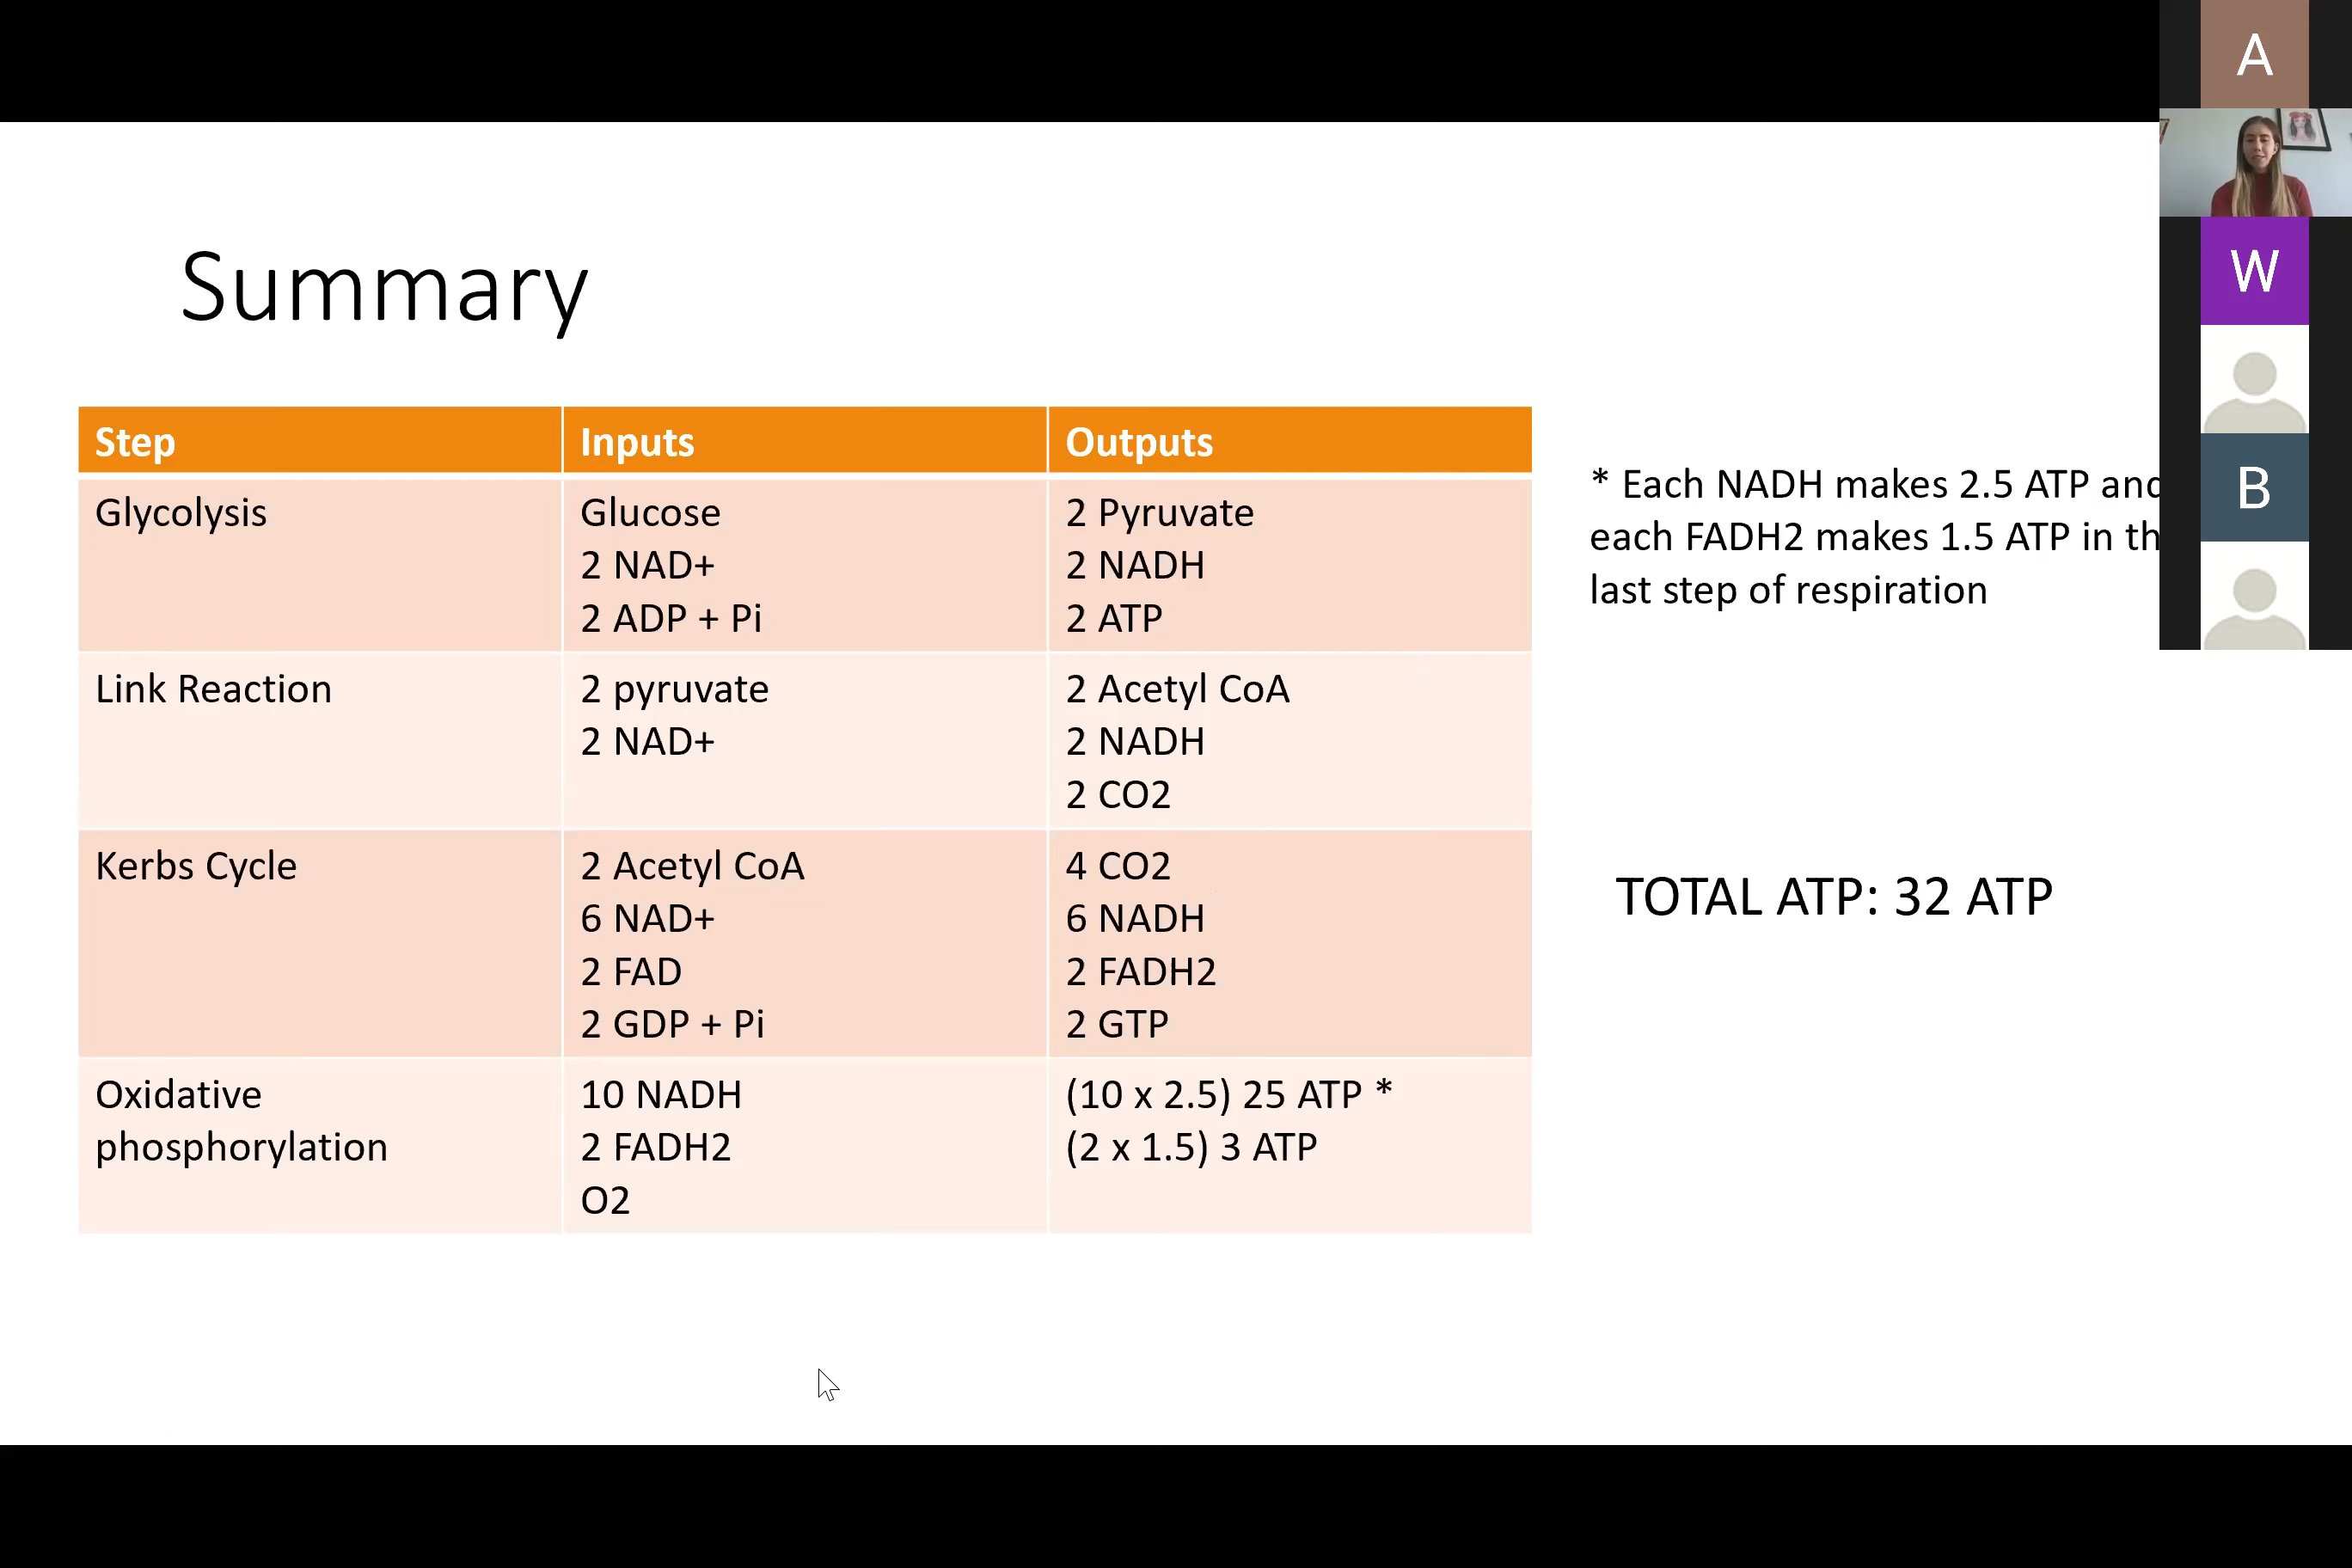 Summary
Step Inputs Outputs
Glycolysis Glucose 2 Pyruvate
2 NAD+ 2 NADH
2 ADP + Pi 2 ATP
Link Reaction 2 pyruvate 2 Acetyl CoA
2 NAD+ 2 NADH
2 CO2
Kerbs Cycle 2 Acetyl CoA 4 CO2
6 NAD+ 6 NADH
2 FAD 2 FADH2
2 GDP + Pi 2 GTP
Oxidative 10 NADH (10 x 2.5) 25 ATP *
phosphorylation 2 FADH2 (2 x 1.5) 3 ATP
O2
* Each NADH makes 2.5 ATP and
each FADH2 makes 1.5 ATP in th
last step of respiration
TOTAL ATP: 32 ATP
A
W
B